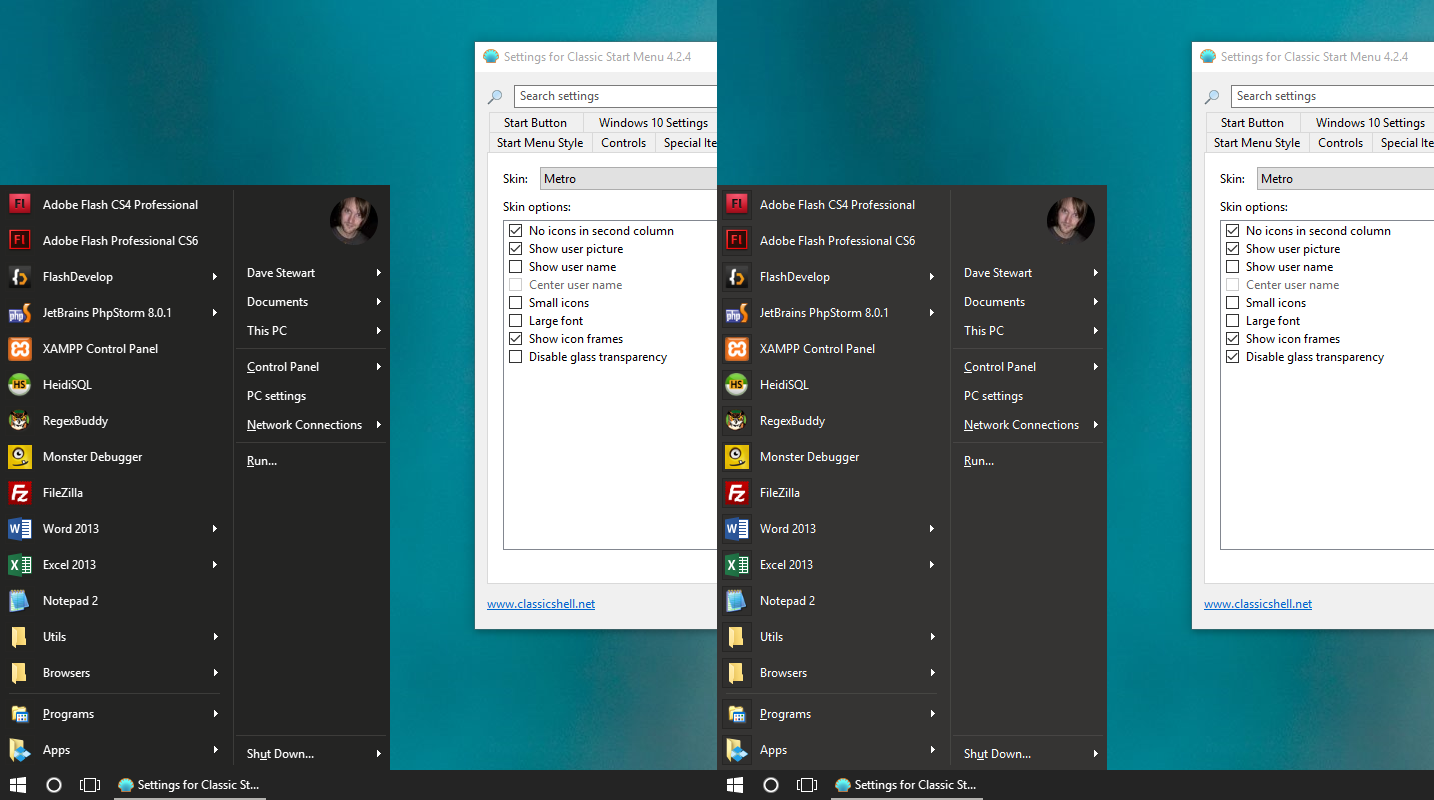 Settings for Classic Start Menu 4.2.4
Search settings
Start Button
Windows 10 Settings
Start Menu Style
Controls
Special Ite
Skin:
Metro
Skin options:
No icons in second column
Show user picture
Show user name
Center user name
Small icons
Large font
Show icon frames
Disable glass transparency
www.classicshell.net
Fl
Adobe Flash CS4 Professional
Fl
Adobe Flash Professional CS6
FlashDevelop
php
JetBrains PhpStorm 8.0.1
XAMPP Control Panel
HS
HeidiSQL
RegexBuddy
Monster Debugger
Fz
FileZilla
W
Word 2013
X
Excel 2013
Notepad 2
Utils
Browsers
Programs
Apps
Dave Stewart
Documents
This PC
Control Panel
PC settings
Network Connections
Run...
Shut Down...
Settings for Classic St...
Settings for Classic Start Menu 4.2.4
Search settings
Start Button
Windows 10 Settings
Start Menu Style
Controls
Special Ite
Skin:
Metro
Skin options:
No icons in second column
Show user picture
Show user name
Center user name
Small icons
Large font
Show icon frames
Disable glass transparency
www.classicshell.net
Fl
Adobe Flash CS4 Professional
Fl
Adobe Flash Professional CS6
FlashDevelop
php
JetBrains PhpStorm 8.0.1
XAMPP Control Panel
HS
HeidiSQL
RegexBuddy
Monster Debugger
Fz
FileZilla
W
Word 2013
X
Excel 2013
Notepad 2
Utils
Browsers
Programs
Apps
Dave Stewart
Documents
This PC
Control Panel
PC settings
Network Connections
Run...
Shut Down...
Settings for Classic St...